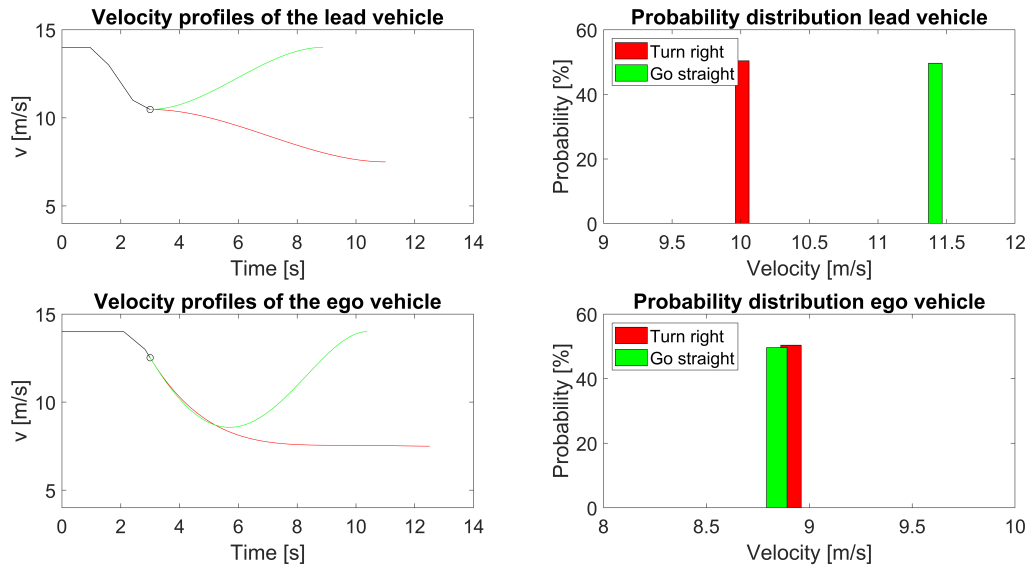 Velocity profiles of the lead vehicle
15
10
5
v [m/s]
0 2 4 6 8 10 12 14
Time [s]
Probability distribution lead vehicle
60
40
20
0
Probability [%]
Turn right
Go straight
9 9.5 10 10.5 11 11.5 12
Velocity [m/s]
Velocity profiles of the ego vehicle
15
10
5
v [m/s]
0 2 4 6 8 10 12 14
Time [s]
Probability distribution ego vehicle
60
40
20
0
Probability [%]
Turn right
Go straight
8 8.5 9 9.5 10
Velocity [m/s]